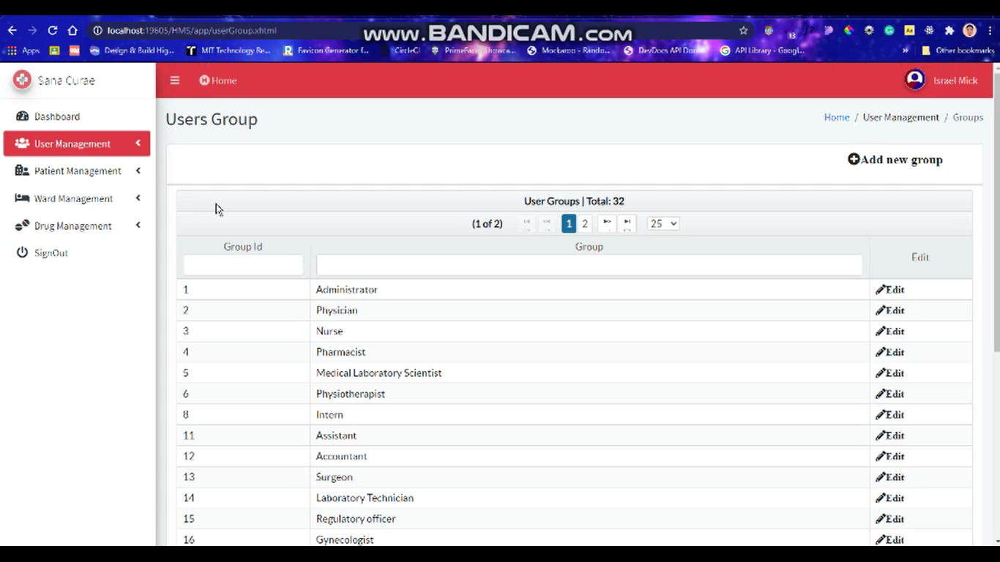 www.BANDICAM.com
localhost:19605/HMS/app/userGroup.xhtml
Apps
Design & Build Hig...
MIT Technology Re...
Favicon Generator f...
CircleCI
PrimeFaces Showca...
Mockaroo - Rando...
DevDocs API Docu...
API Library - Googl...
Other bookmarks
Sana Curae
Home
Israel Mick
Dashboard
User Management
Patient Management
Ward Management
Drug Management
SignOut
Users Group
Home / User Management / Groups
Add new group
User Groups | Total: 32
(1 of 2) 1 2 25
Group Id Group Edit
1 Administrator Edit
2 Physician Edit
3 Nurse Edit
4 Pharmacist Edit
5 Medical Laboratory Scientist Edit
6 Physiotherapist Edit
8 Intern Edit
11 Assistant Edit
12 Accountant Edit
13 Surgeon Edit
14 Laboratory Technician Edit
15 Regulatory officer Edit
16 Gynecologist Edit